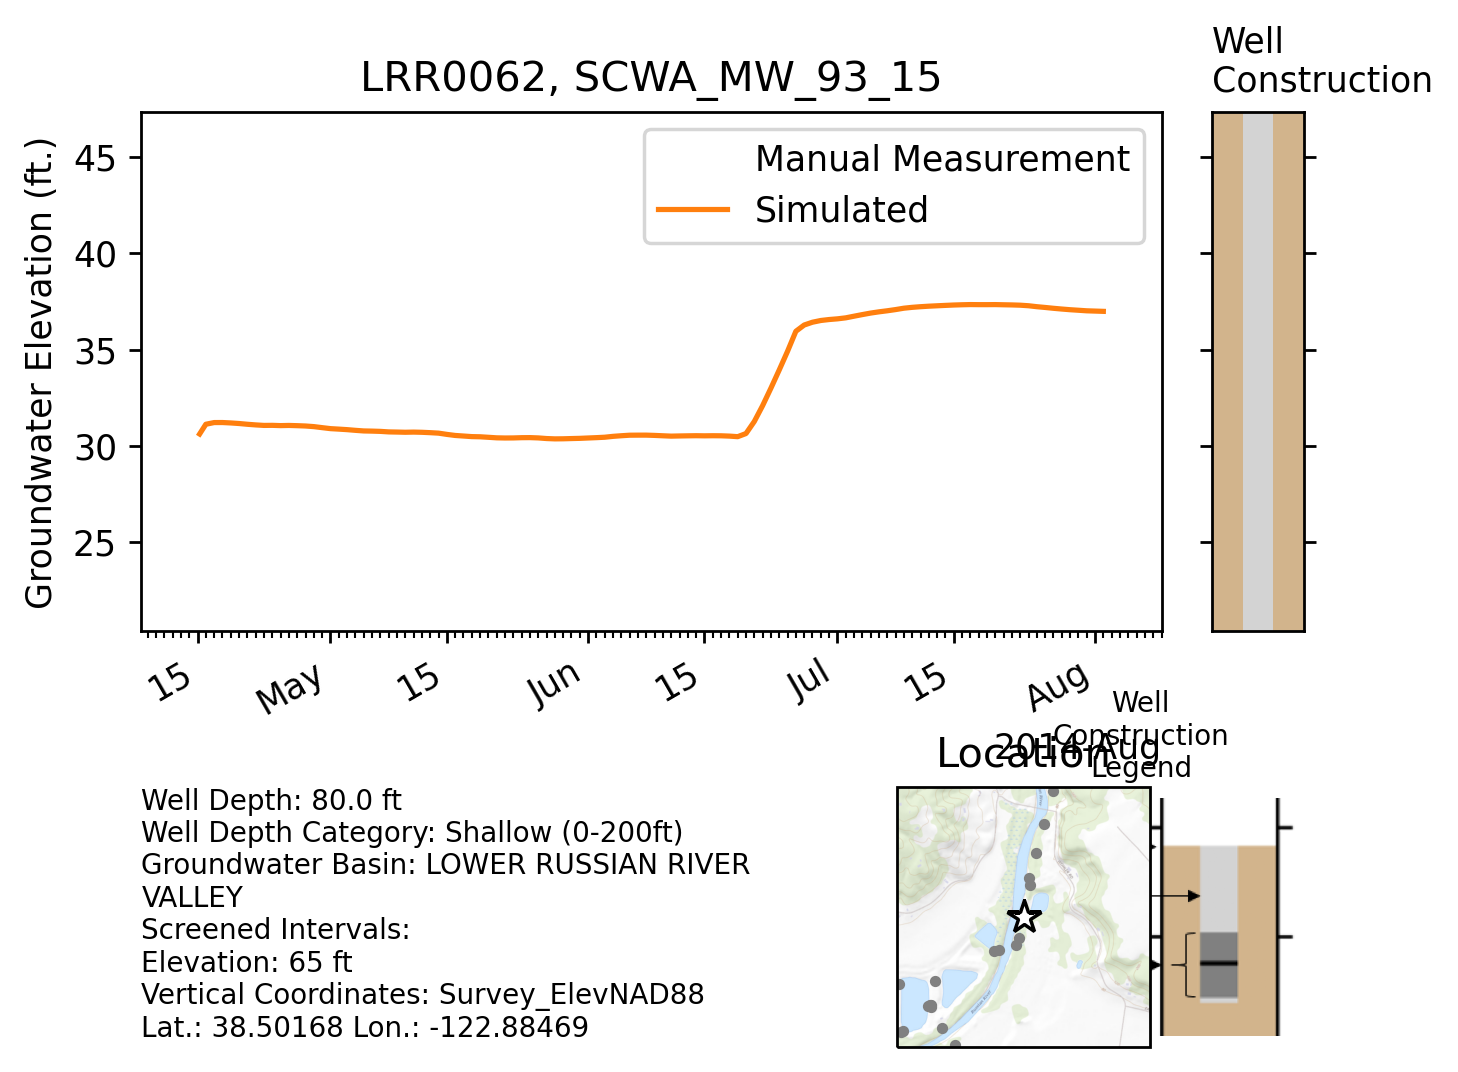 Well
Construction
LRR0062, SCWA_MW_93_15
Manual Measurement
Simulated
Groundwater Elevation (ft.)
45
40
35
30
25
15
May
15
Jun
15
Jul
15
Aug
2014-Aug
Location
Well
Construction
Legend
Well Depth: 80.0 ft
Well Depth Category: Shallow (0-200ft)
Groundwater Basin: LOWER RUSSIAN RIVER
VALLEY
Screened Intervals:
Elevation: 65 ft
Vertical Coordinates: Survey_ElevNAD88
Lat.: 38.50168 Lon.: -122.88469